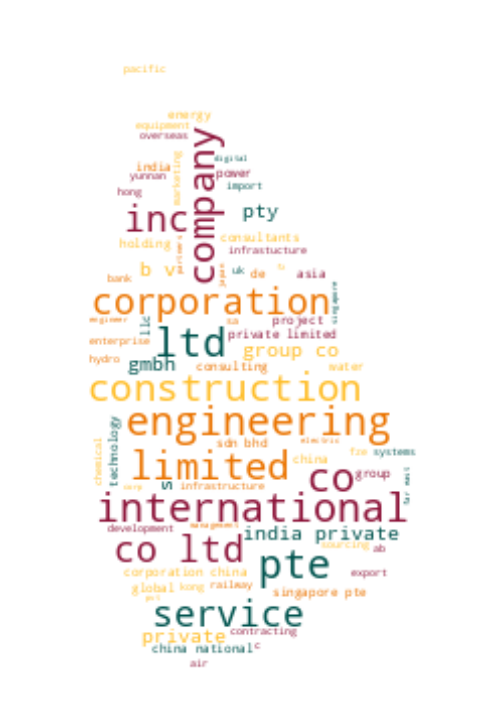 pacific
energy
equipment
overseas
company
digital
india
marketing
power
yunnan
import
hong
inc
pty
consultants
holding
infrastucture
partners
b v
uk
de
asia
japan
bank
singapore
corporation
engineer
llc
sa
project
ltd
private limited
enterprise
group co
hydro
gmbh
consulting
water
construction
engineering
technology
sdn bhd
electric
chemical
fze
systems
limited
china
co
group
far east
corp
s
infrastructure
international
development
management
india private
co ltd
sourcing
ab
pte
corporation china
export
global
kong
railway
singapore pte
service
private
contracting
china national
c
air